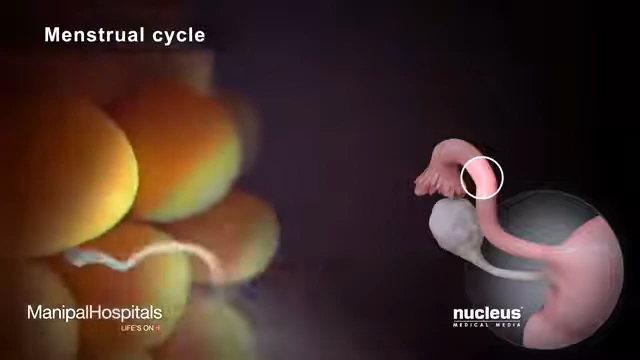 Menstrual cycle
ManipalHospitals
LIFE'S ON
nucleus
MEDICAL MEDIA